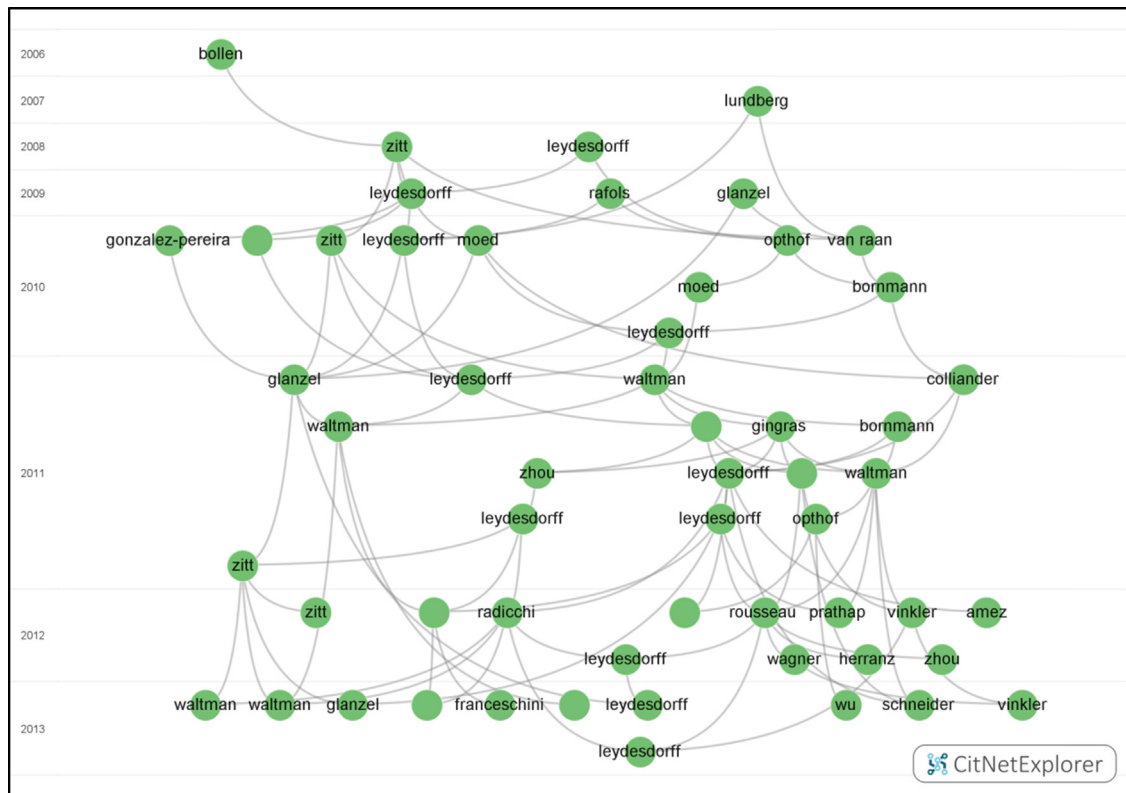 2006
bollen
2007
lundberg
2008
zitt
leydesdorff
2009
leydesdorff
rafols
glanzel
gonzalez-pereira
zitt
leydesdorff
moed
opthof
van raan
2010
moed
bornmann
leydesdorff
glanzel
leydesdorff
waltman
colliander
waltman
gingras
bornmann
2011
zhou
leydesdorff
waltman
leydesdorff
leydesdorff
opthof
zitt
zitt
radicchi
rousseau
prathap
vinkler
amez
2012
leydesdorff
wagner
herranz
zhou
waltman
waltman
glanzel
franceschini
leydesdorff
wu
schneider
vinkler
2013
leydesdorff
CitNetExplorer